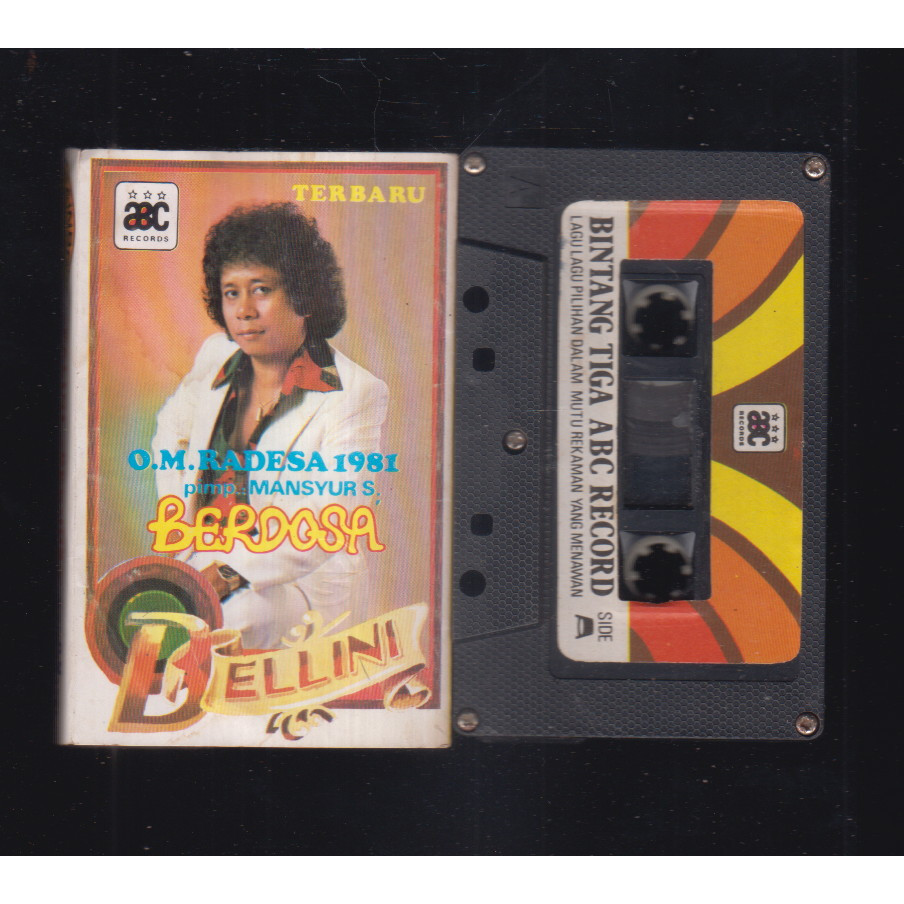 TERBARU
ABC
RECORDS
O.M. RADESA 1981
pimp.: MANSYUR S.
BERDOSA
BELLINI
BINTANG TIGA ABC RECORD
LAGU LAGU PILIHAN DALAM MUTU REKAMAN YANG MENAWAN
SIDE
A
ABC
RECORDS